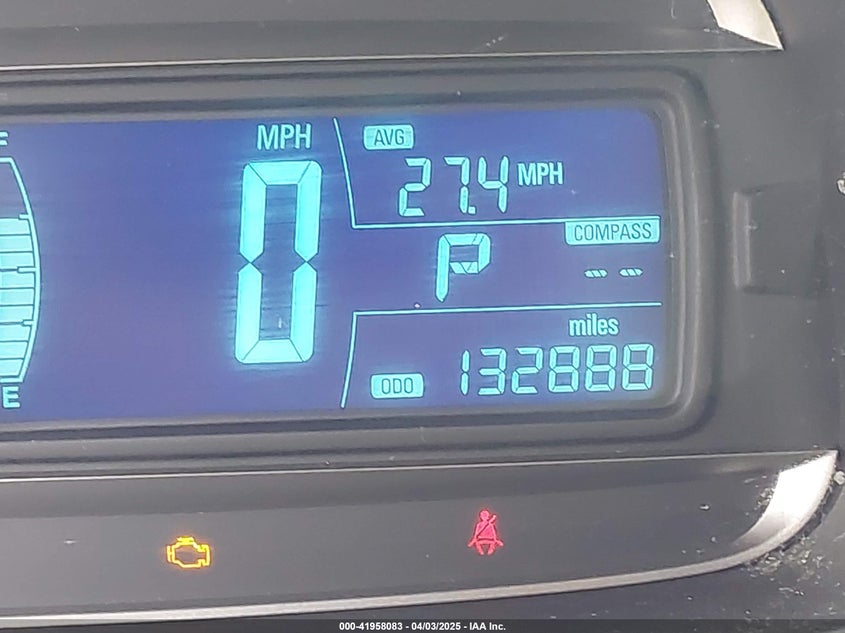 F
MPH
0
AVG
27.4 MPH
COMPASS
P -- --
miles
ODO 132888
E
000-41958083 - 04/03/2025 - IAA Inc.